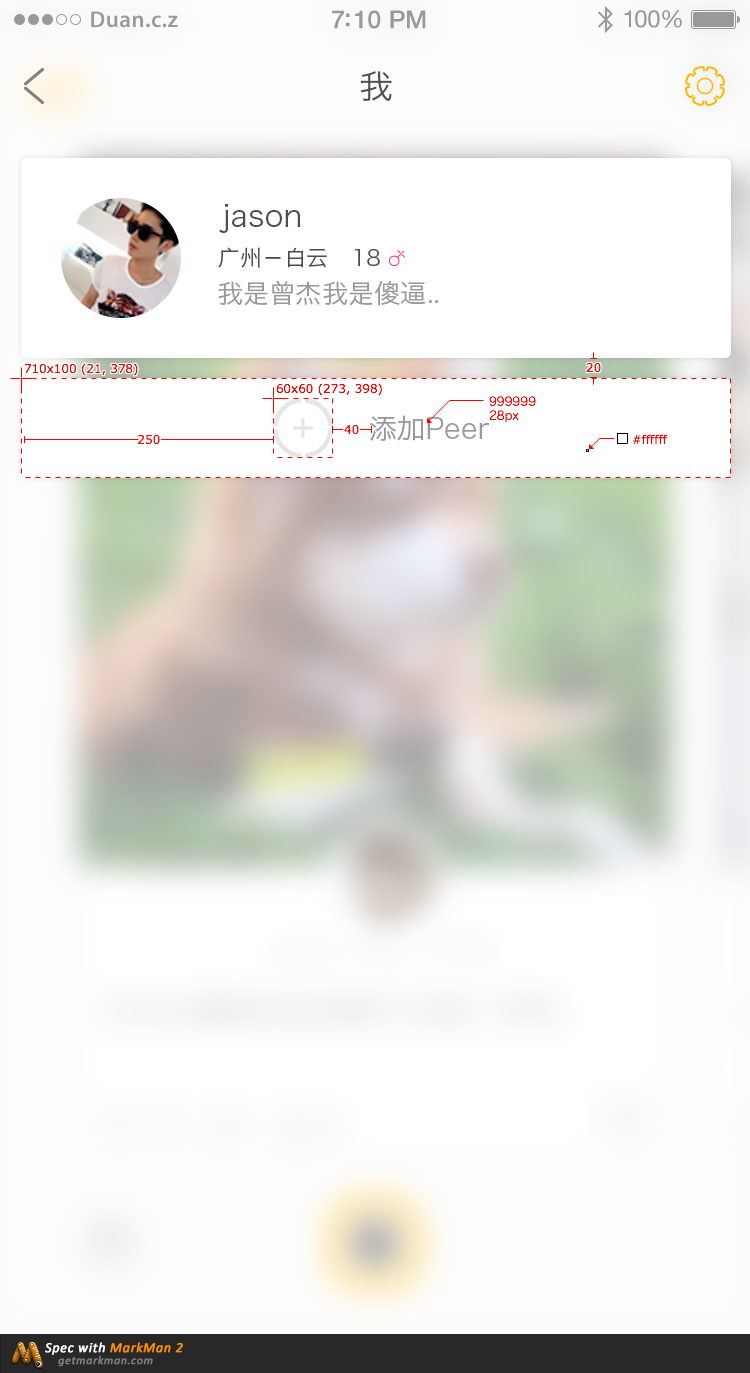 Duan.c.z 7:10 PM 100%
我
jason
广州－白云 18
我是曾杰我是傻逼..
710x100 (21, 378)
20
60x60 (273, 398)
999999
28px
250
40
添加Peer
#ffffff
Spec with MarkMan 2
getmarkman.com